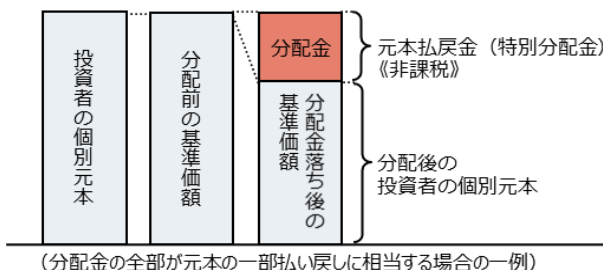 投資者の個別元本
分配前の基準価額
分配金
分配金落ち後の
基準価額
元本払戻金（特別分配金）
《非課税》
分配後の
投資者の個別元本
（分配金の全部が元本の一部払い戻しに相当する場合の一例）